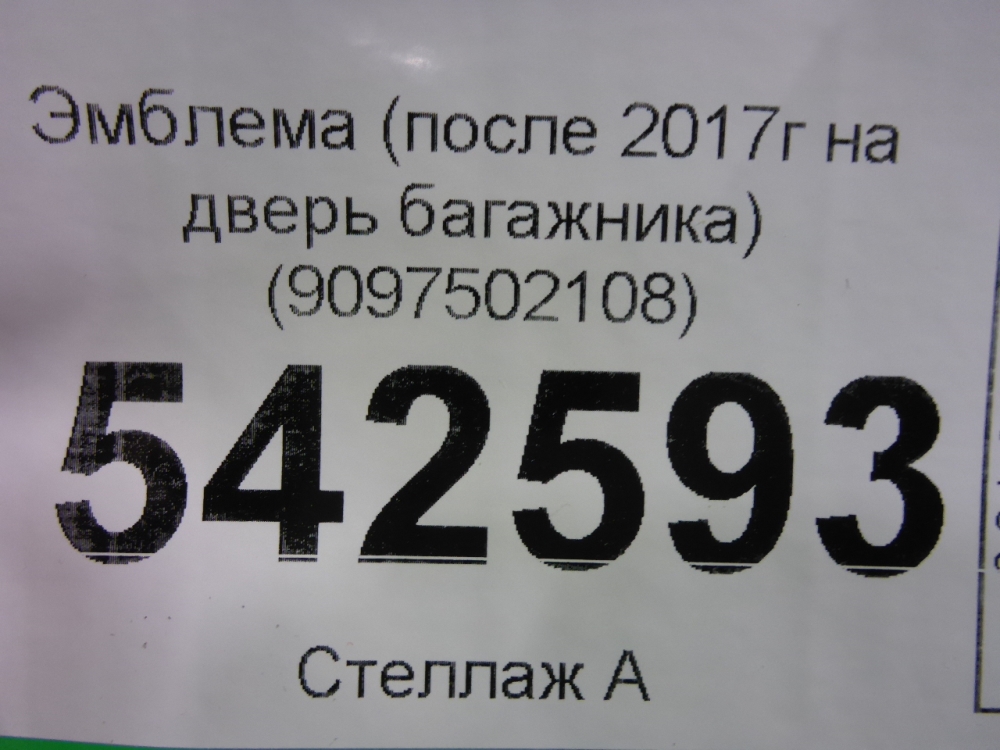 Эмблема (после 2017г на
дверь багажника)
(9097502108)
542593
Стеллаж А